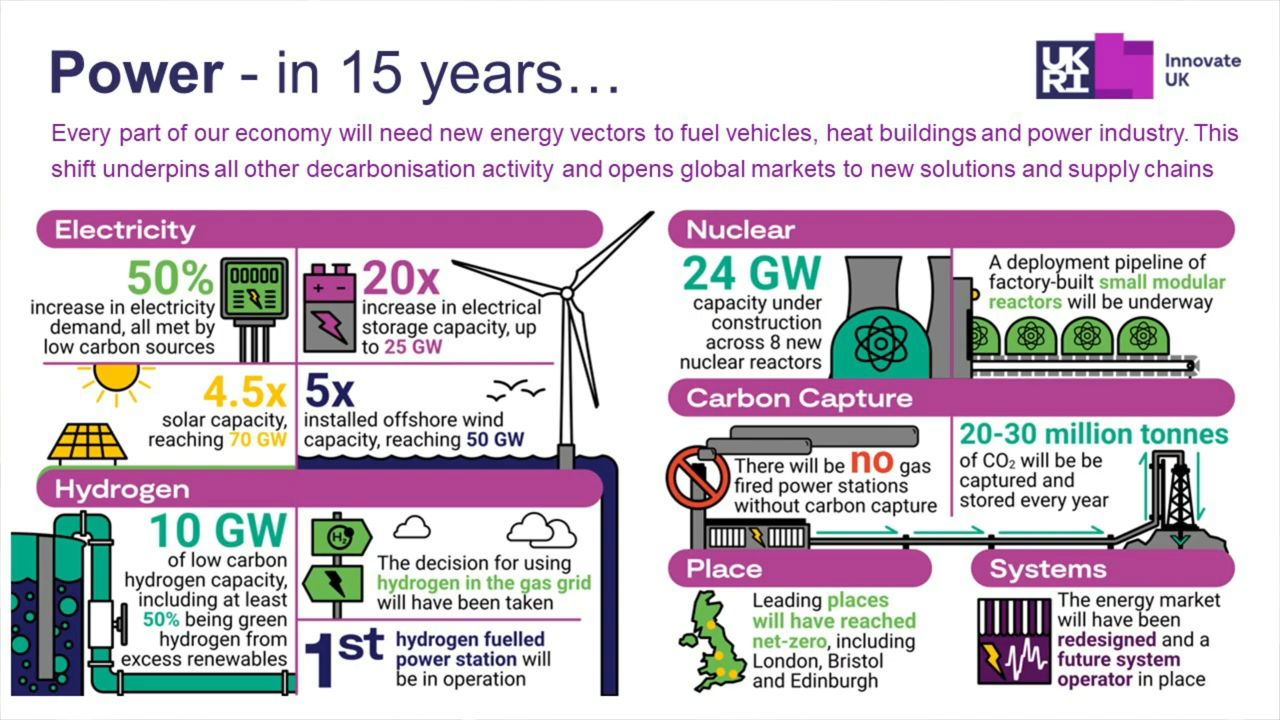 Power - in 15 years…
UK
RI
Innovate
UK
Every part of our economy will need new energy vectors to fuel vehicles, heat buildings and power industry. This
shift underpins all other decarbonisation activity and opens global markets to new solutions and supply chains
Electricity
50%
increase in electricity
demand, all met by
low carbon sources
00000
20x
increase in electrical
storage capacity, up
to 25 GW
4.5x
solar capacity,
reaching 70 GW
5x
installed offshore wind
capacity, reaching 50 GW
Hydrogen
10 GW
of low carbon
hydrogen capacity,
including at least
50% being green
hydrogen from
excess renewables
H2
The decision for using
hydrogen in the gas grid
will have been taken
1st
hydrogen fuelled
power station will
be in operation
Nuclear
24 GW
capacity under
construction
across 8 new
nuclear reactors
A deployment pipeline of
factory-built small modular
reactors will be underway
Carbon Capture
There will be no gas
fired power stations
without carbon capture
20-30 million tonnes
of CO₂ will be be
captured and
stored every year
Place
Leading places
will have reached
net-zero, including
London, Bristol
and Edinburgh
Systems
The energy market
will have been
redesigned and a
future system
operator in place